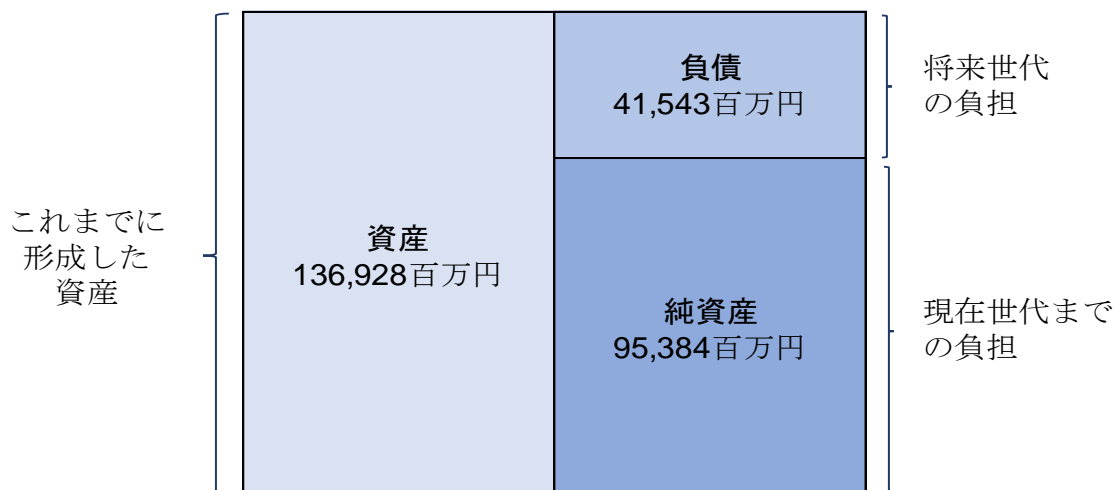 これまでに
形成した
資産
資産
136,928百万円
負債
41,543百万円
純資産
95,384百万円
将来世代
の負担
現在世代まで
の負担